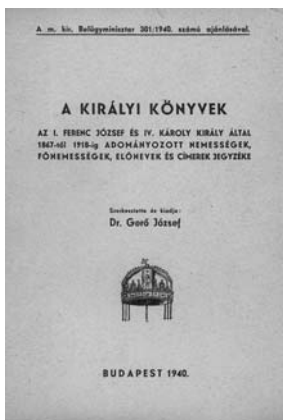 A m. kir. Belügyminiszter 301/1940. számú ajánlásával.
A KIRÁLYI KÖNYVEK
AZ I. FERENC JÓZSEF ÉS IV. KÁROLY KIRÁLY ÁLTAL
1867-től 1918-ig ADOMÁNYOZOTT NEMESSÉGEK,
FŐNEMESSÉGEK, ELŐNEVEK ÉS CÍMEREK JEGYZÉKE
Szerkesztette és kiadja:
Dr. Gerő József
BUDAPEST 1940.